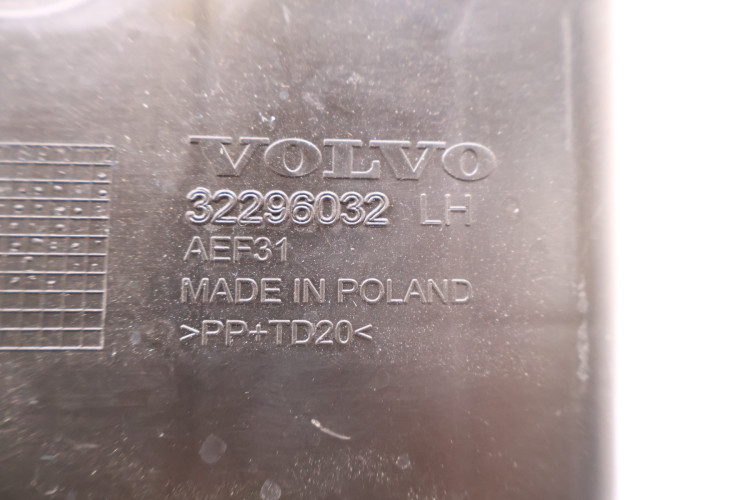 VOLVO
32296032 LH
AEF31
MADE IN POLAND
>PP+TD20<